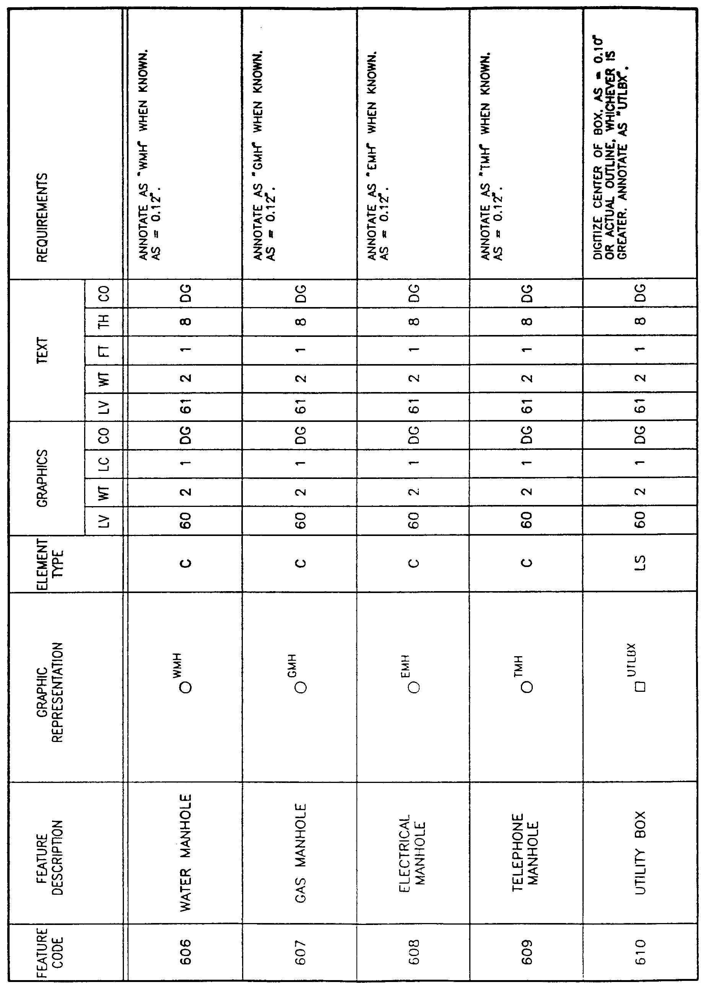 FEATURE
CODE
FEATURE
DESCRIPTION
GRAPHIC
REPRESENTATION
ELEMENT
TYPE
GRAPHICS
TEXT
REQUIREMENTS
LV WT LC CO LV WT FT TH CO
606 WATER MANHOLE WMH C 60 2 1 DG 61 2 1 8 DG
ANNOTATE AS "WMH" WHEN KNOWN.
AS = 0.12".
607 GAS MANHOLE GMH C 60 2 1 DG 61 2 1 8 DG
ANNOTATE AS "GMH" WHEN KNOWN.
AS = 0.12".
608
ELECTRICAL
MANHOLE
EMH C 60 2 1 DG 61 2 1 8 DG
ANNOTATE AS "EMH" WHEN KNOWN.
AS = 0.12".
609
TELEPHONE
MANHOLE
TMH C 60 2 1 DG 61 2 1 8 DG
ANNOTATE AS "TMH" WHEN KNOWN.
AS = 0.12".
610 UTILITY BOX UTLBX LS 60 2 1 DG 61 2 1 8 DG
DIGITIZE CENTER OF BOX. AS = 0.10"
OR ACTUAL OUTLINE, WHICHEVER IS
GREATER. ANNOTATE AS "UTLBX".